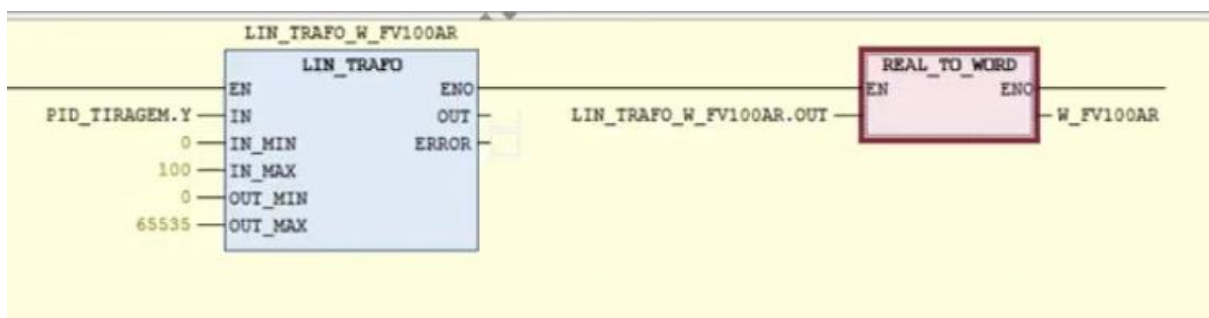 LIN_TRAFO_W_FV100AR
LIN_TRAFO
EN ENO
PID_TIRAGEM.Y IN OUT
0 IN_MIN ERROR
100 IN_MAX
0 OUT_MIN
65535 OUT_MAX
REAL_TO_WORD
EN ENO
LIN_TRAFO_W_FV100AR.OUT W_FV100AR